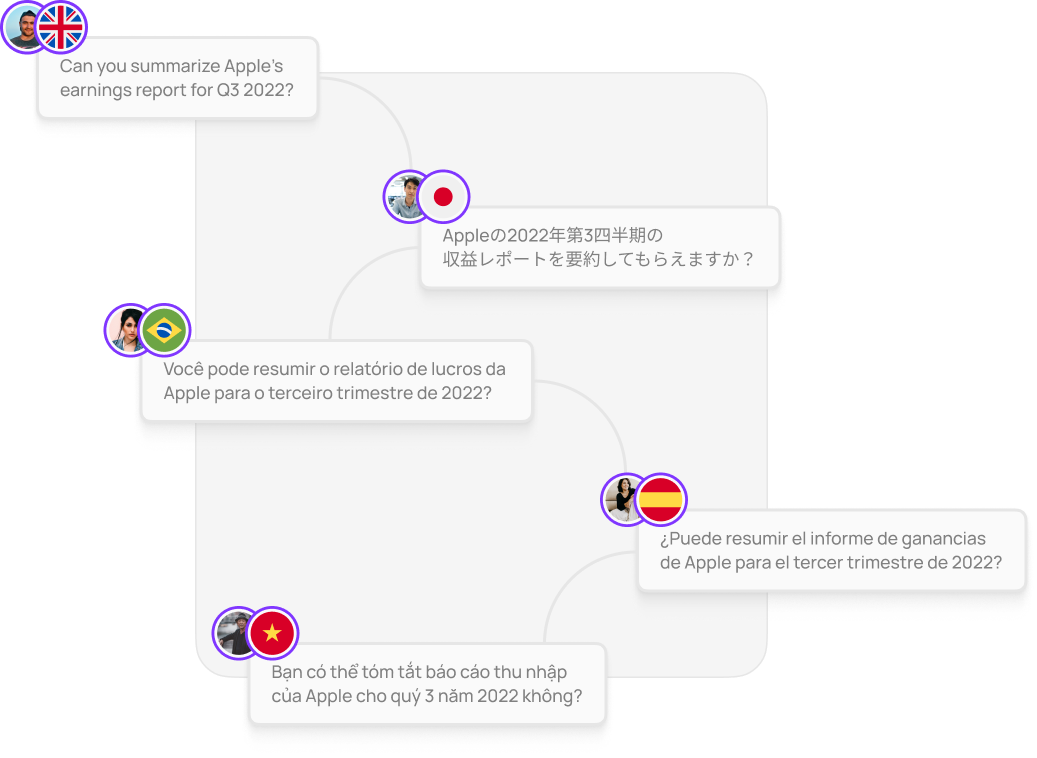 Can you summarize Apple's
earnings report for Q3 2022?
Appleの2022年第3四半期の
収益レポートを要約してもらえますか？
Você pode resumir o relatório de lucros da
Apple para o terceiro trimestre de 2022?
¿Puede resumir el informe de ganancias
de Apple para el tercer trimestre de 2022?
Bạn có thể tóm tắt báo cáo thu nhập
của Apple cho quý 3 năm 2022 không?